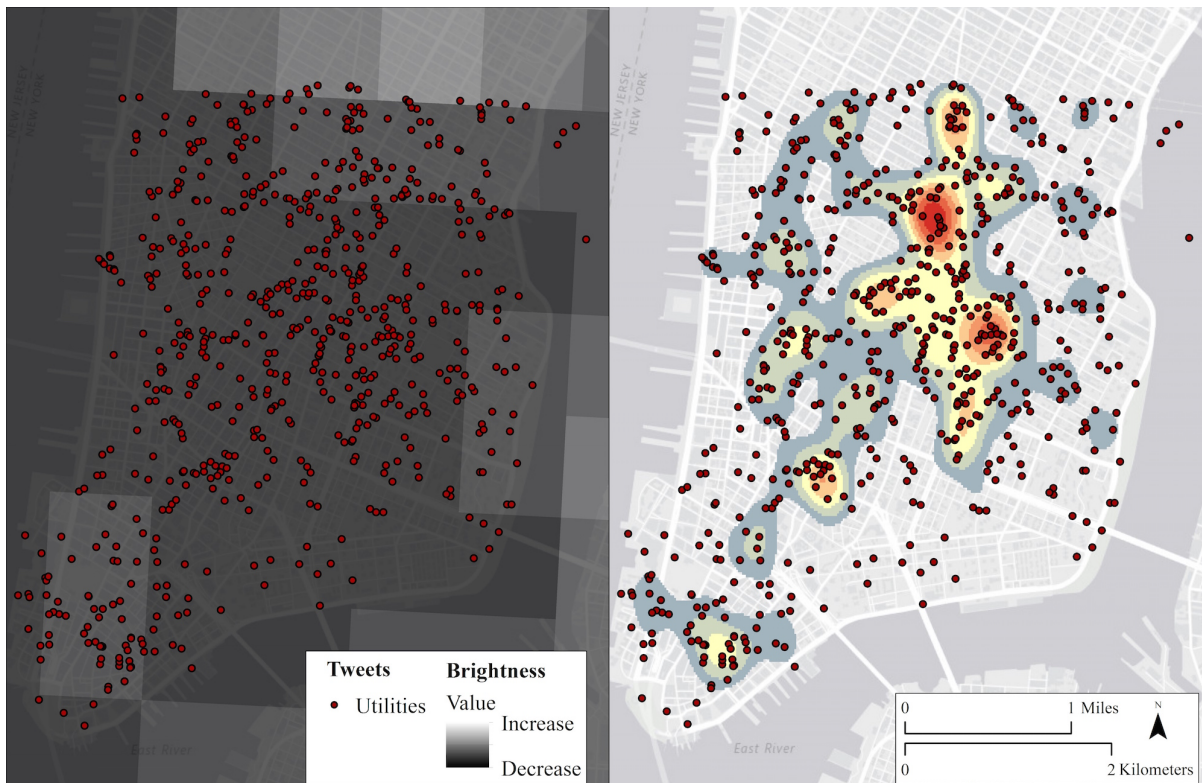 NEW JERSEY
NEW YORK
East River
Tweets
Utilities
Brightness
Value
Increase
Decrease
NEW JERSEY
NEW YORK
East River
0 1 Miles
N
0 2 Kilometers